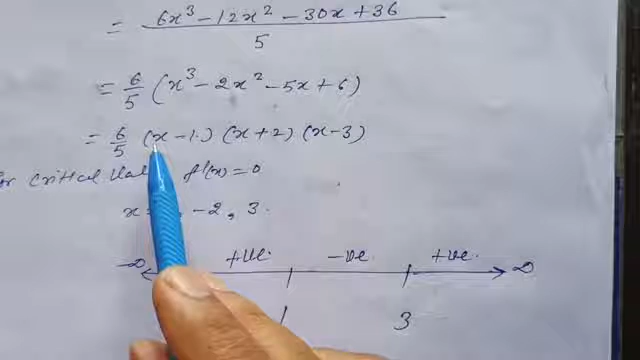 = 6x³ - 12x² - 30x + 36 / 5
= 6/5 (x³ - 2x² - 5x + 6)
= 6/5 (x - 1) (x + 2) (x - 3)
Critical f'(x) = 0
x = , -2, 3.
-∞ +ve. -ve. +ve. ∞
1 3